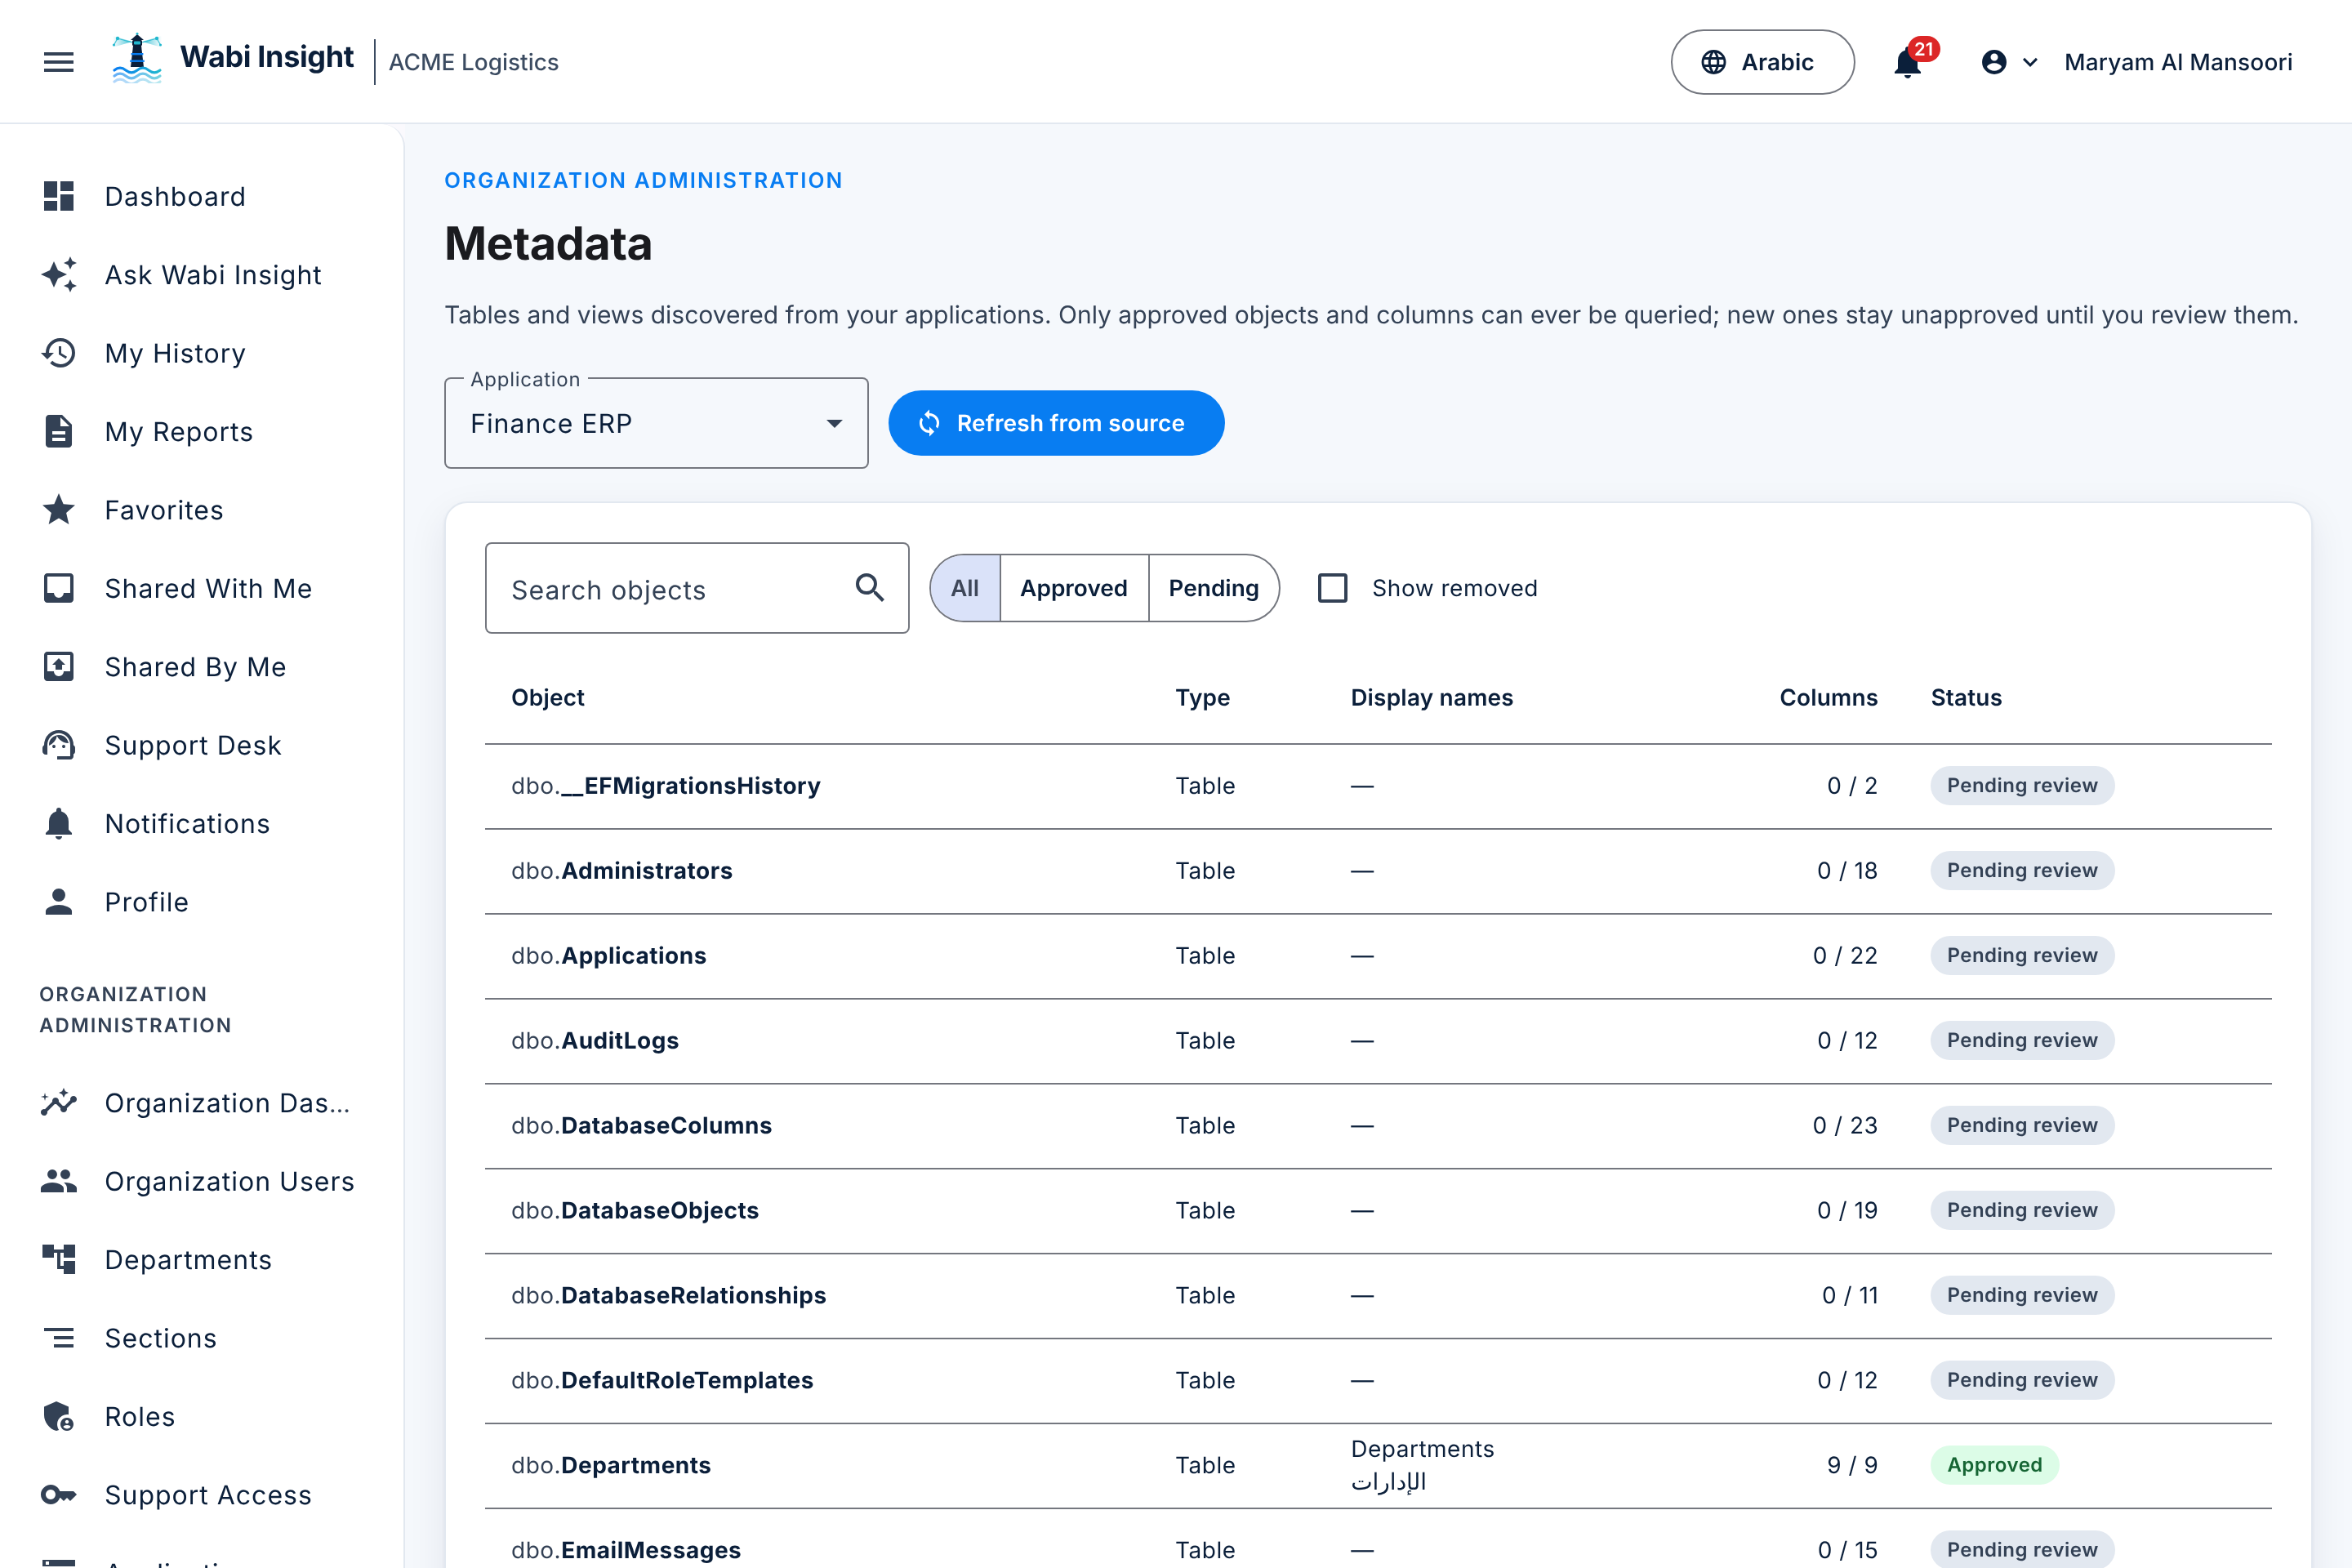 Wabi Insight
ACME Logistics
Arabic
21
Maryam Al Mansoori
Dashboard
Ask Wabi Insight
My History
My Reports
Favorites
Shared With Me
Shared By Me
Support Desk
Notifications
Profile
ORGANIZATION
ADMINISTRATION
Organization Das...
Organization Users
Departments
Sections
Roles
Support Access
ORGANIZATION ADMINISTRATION
Metadata
Tables and views discovered from your applications. Only approved objects and columns can ever be queried; new ones stay unapproved until you review them.
Application
Finance ERP
Refresh from source
Search objects
All Approved Pending
Show removed
Object Type Display names Columns Status
dbo.__EFMigrationsHistory Table — 0 / 2 Pending review
dbo.Administrators Table — 0 / 18 Pending review
dbo.Applications Table — 0 / 22 Pending review
dbo.AuditLogs Table — 0 / 12 Pending review
dbo.DatabaseColumns Table — 0 / 23 Pending review
dbo.DatabaseObjects Table — 0 / 19 Pending review
dbo.DatabaseRelationships Table — 0 / 11 Pending review
dbo.DefaultRoleTemplates Table — 0 / 12 Pending review
dbo.Departments Table Departments 9 / 9 Approved
الإدارات
dbo.EmailMessages Table — 0 / 15 Pending review